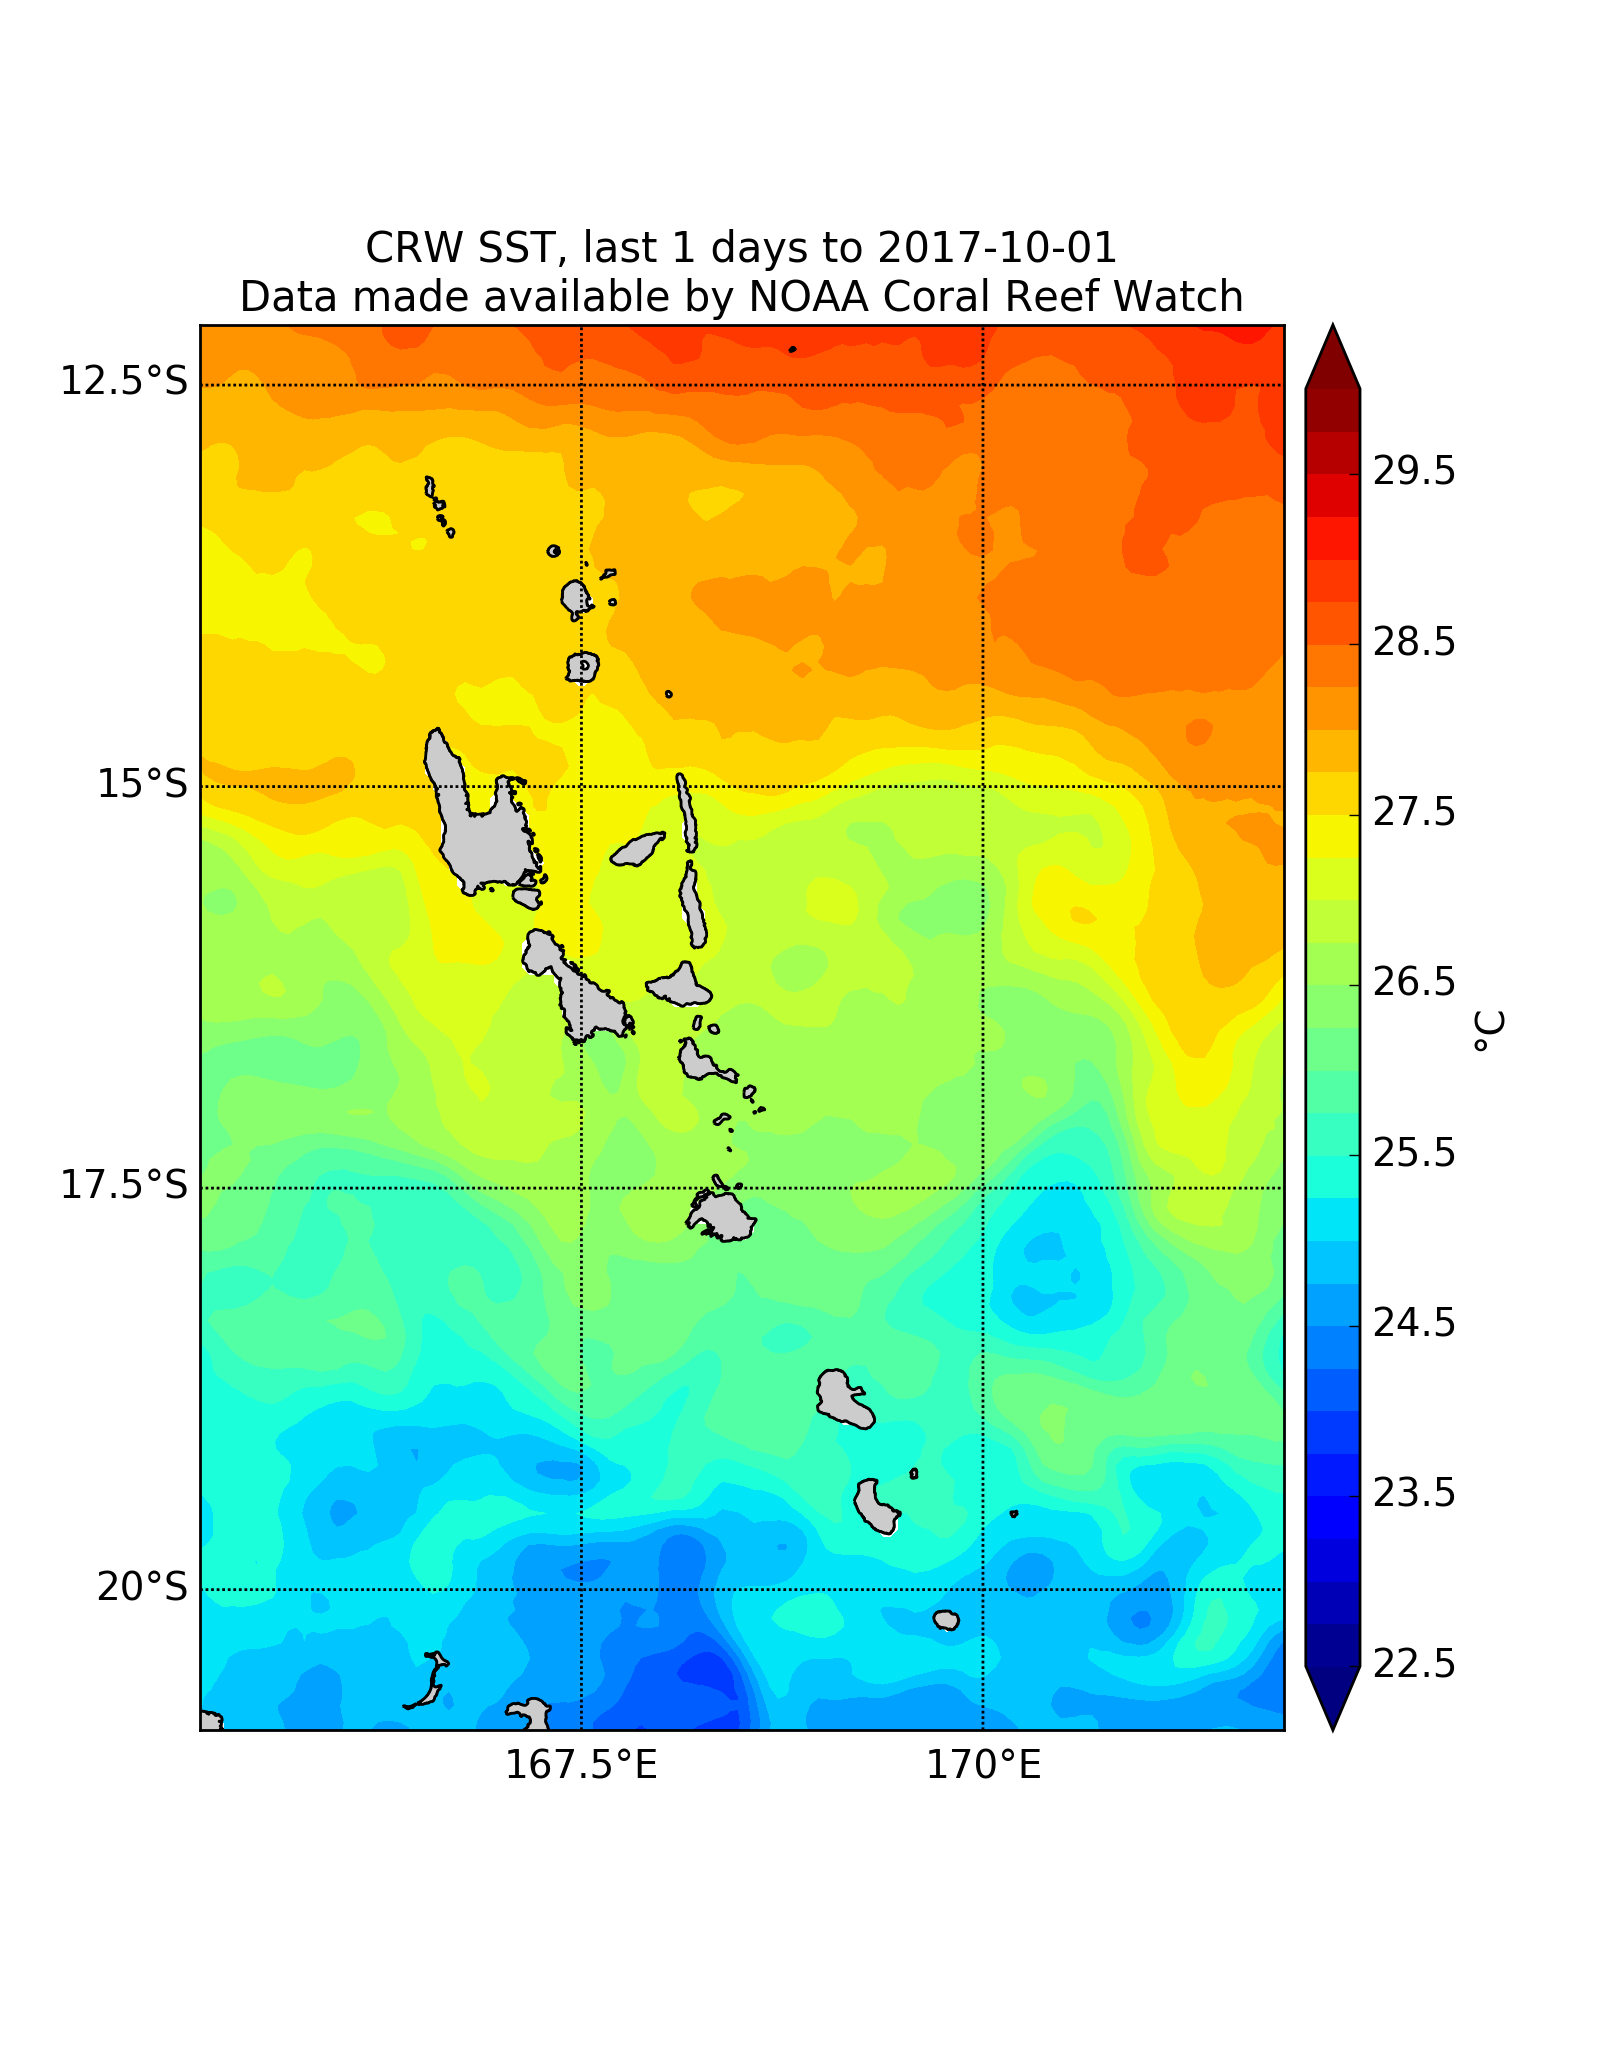 CRW SST, last 1 days to 2017-10-01
Data made available by NOAA Coral Reef Watch
12.5°S
15°S
17.5°S
20°S
167.5°E
170°E
29.5
28.5
27.5
26.5
25.5
24.5
23.5
22.5
°C